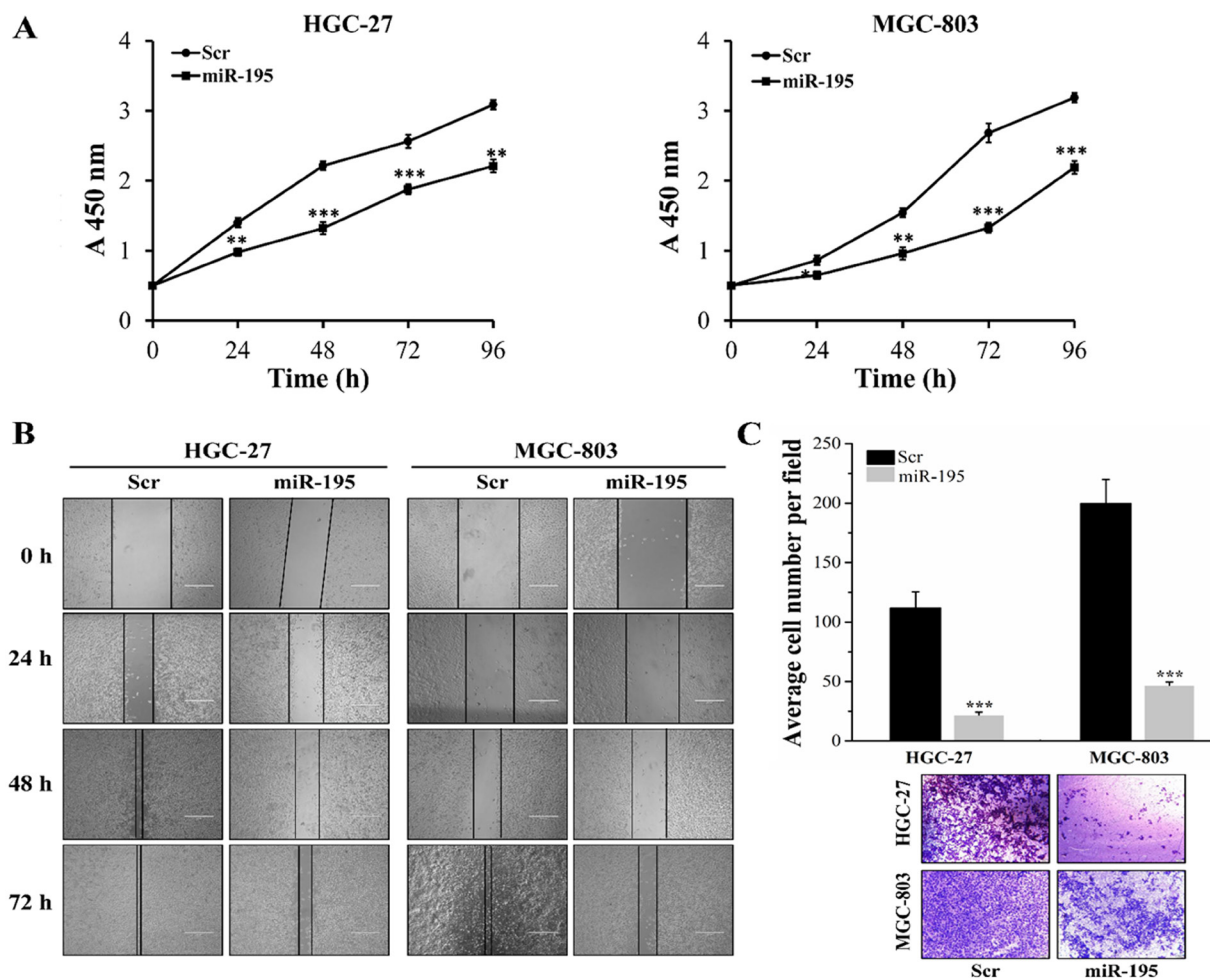 A
HGC-27
MGC-803
4
3
2
1
0
A 450 nm
Scr
miR-195
**
***
***
**
0
24
48
72
96
Time (h)
4
3
2
1
0
A 450 nm
Scr
miR-195
*
**
***
***
0
24
48
72
96
Time (h)
B
HGC-27
MGC-803
Scr
miR-195
Scr
miR-195
0 h
24 h
48 h
72 h
C
250
200
150
100
50
0
Average cell number per field
Scr
miR-195
***
***
HGC-27
MGC-803
HGC-27
MGC-803
Scr
miR-195